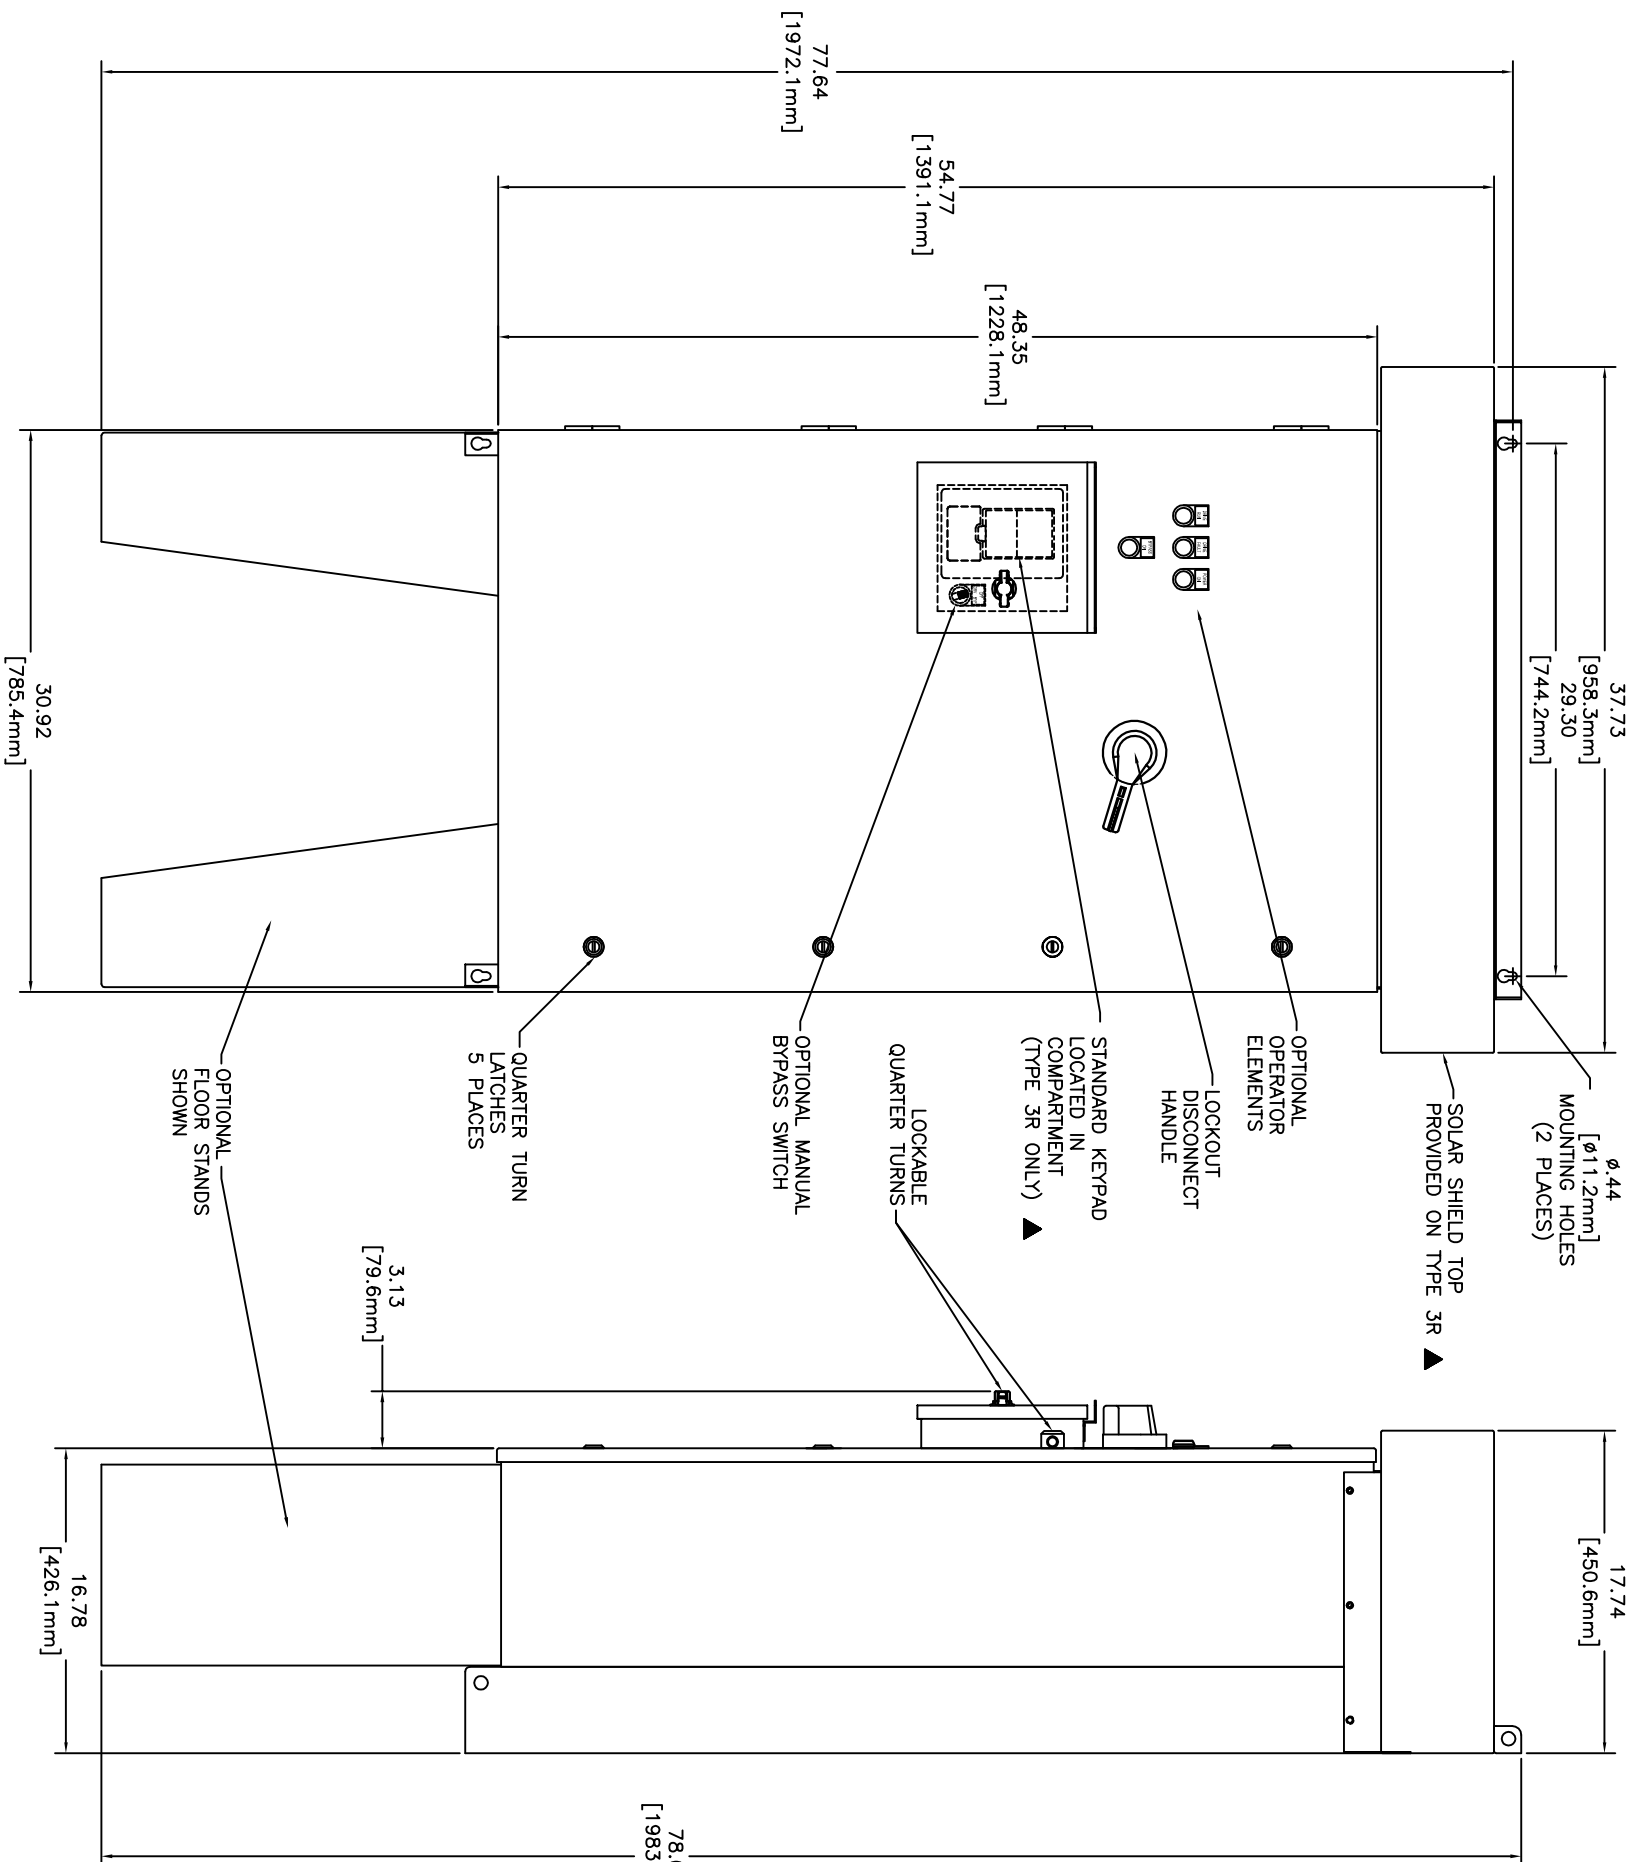 37.73
[958.3mm]
29.30
[744.2mm]
ø.44
[ø11.2mm]
MOUNTING HOLES
(2 PLACES)
SOLAR SHIELD TOP
PROVIDED ON TYPE 3R
17.74
[450.6mm]
77.64
[1972.1mm]
54.77
[1391.1mm]
48.35
[1228.1mm]
OPTIONAL
OPERATOR
ELEMENTS
LOCKOUT
DISCONNECT
HANDLE
STANDARD KEYPAD
LOCATED IN
COMPARTMENT
(TYPE 3R ONLY)
LOCKABLE
QUARTER TURNS
OPTIONAL MANUAL
BYPASS SWITCH
QUARTER TURN
LATCHES
5 PLACES
3.13
[79.6mm]
OPTIONAL
FLOOR STANDS
SHOWN
30.92
[785.4mm]
16.78
[426.1mm]
78.
[1983